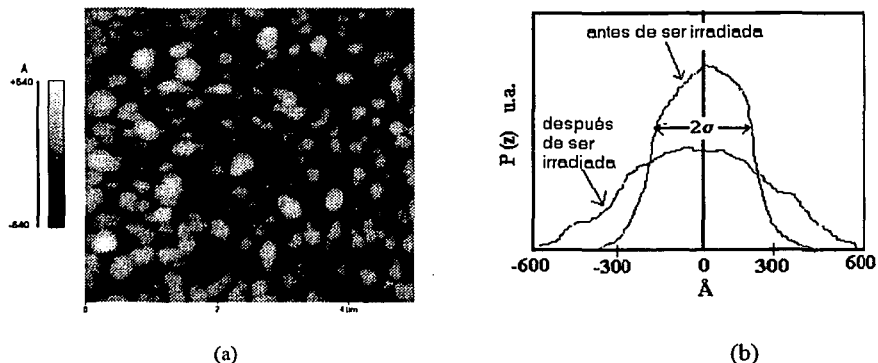 Å
+640
-640
0 2 4 µm
(a)
antes de ser irradiada
P(z) u.a.
después
de ser
irradiada
2σ
-600 -300 0 300 600
Å
(b)